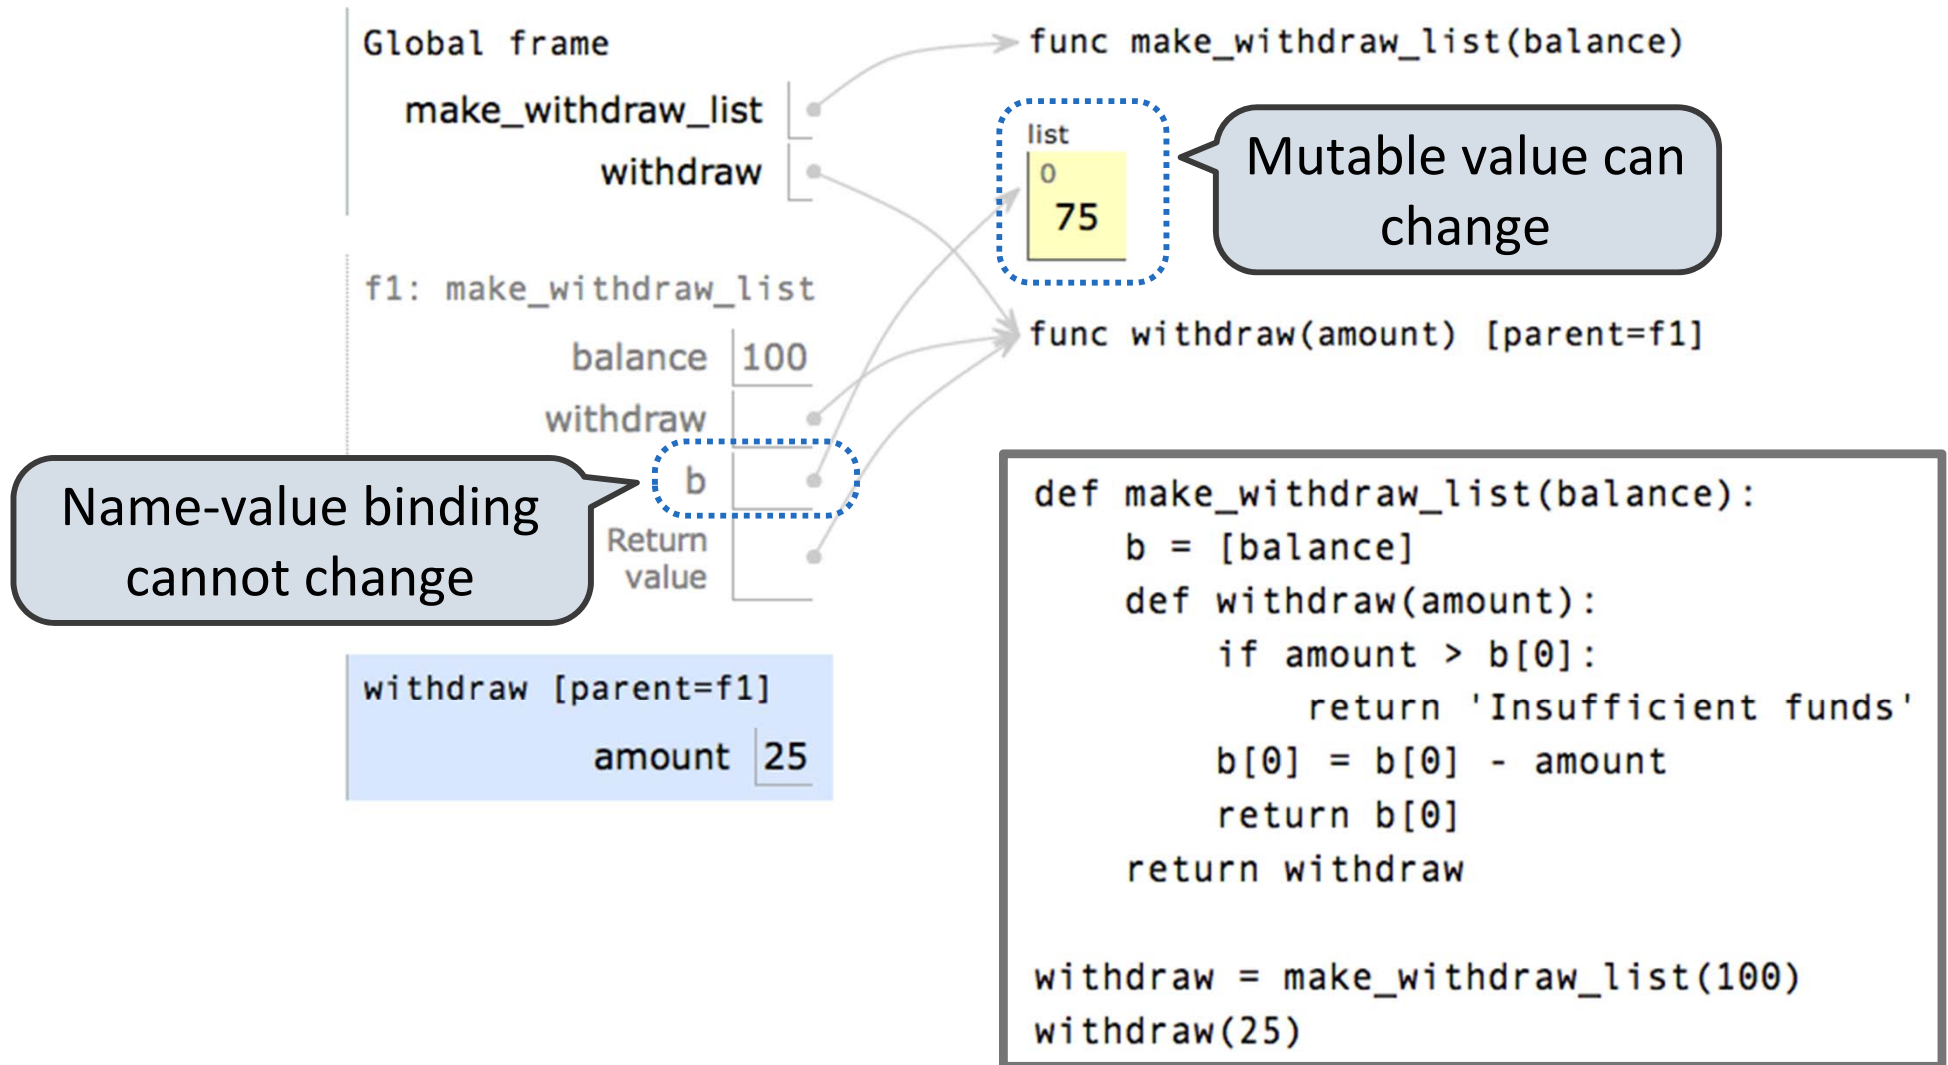 Global frame
make_withdraw_list
withdraw
func make_withdraw_list(balance)
list
0
75
Mutable value can
change
f1: make_withdraw_list
balance 100
withdraw
b
Return
value
func withdraw(amount) [parent=f1]
Name-value binding
cannot change
withdraw [parent=f1]
amount 25
def make_withdraw_list(balance):
    b = [balance]
    def withdraw(amount):
        if amount > b[0]:
            return 'Insufficient funds'
        b[0] = b[0] - amount
        return b[0]
    return withdraw
withdraw = make_withdraw_list(100)
withdraw(25)